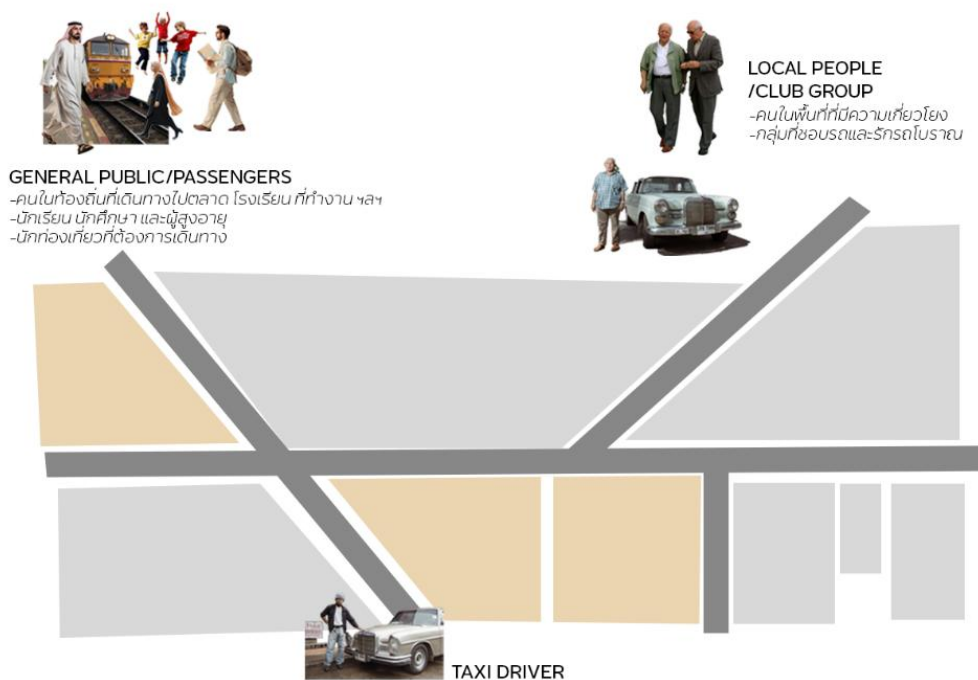 GENERAL PUBLIC/PASSENGERS
-คนในท้องถิ่นที่เดินทางไปตลาด โรงเรียน ที่ทำงาน ฯลฯ
-นักเรียน นักศึกษา และผู้สูงอายุ
-นักท่องเที่ยวที่ต้องการเดินทาง
LOCAL PEOPLE
/CLUB GROUP
-คนในพื้นที่ที่มีความเกี่ยวโยง
-กลุ่มที่ชอบรถและรักรถโบราณ
TAXI DRIVER